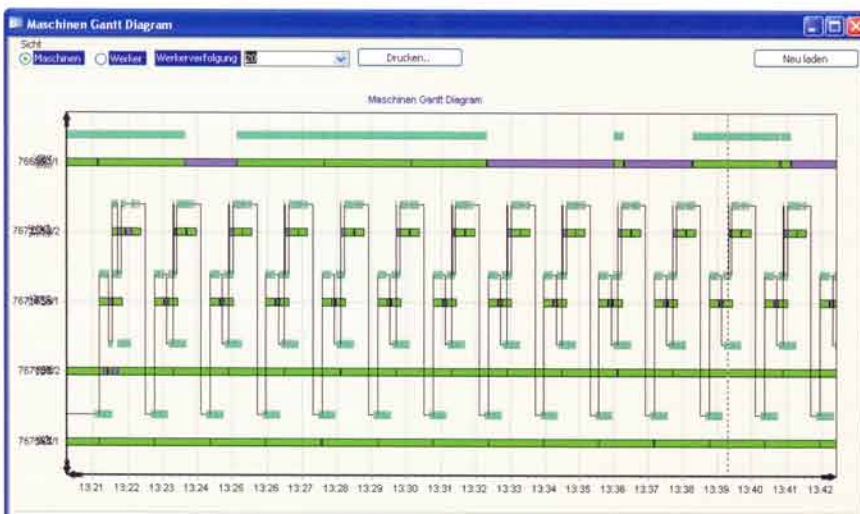 Maschinen Gantt Diagram
Sicht
Maschinen Werker Werkerverfolgung 20 Drucken.. Neu laden
Maschinen Gantt Diagram
13:21 13:22 13:23 13:24 13:26 13:26 13:27 13:28 13:29 13:30 13:31 13:32 13:33 13:34 13:35 13:36 13:37 13:38 13:39 13:40 13:41 13:42